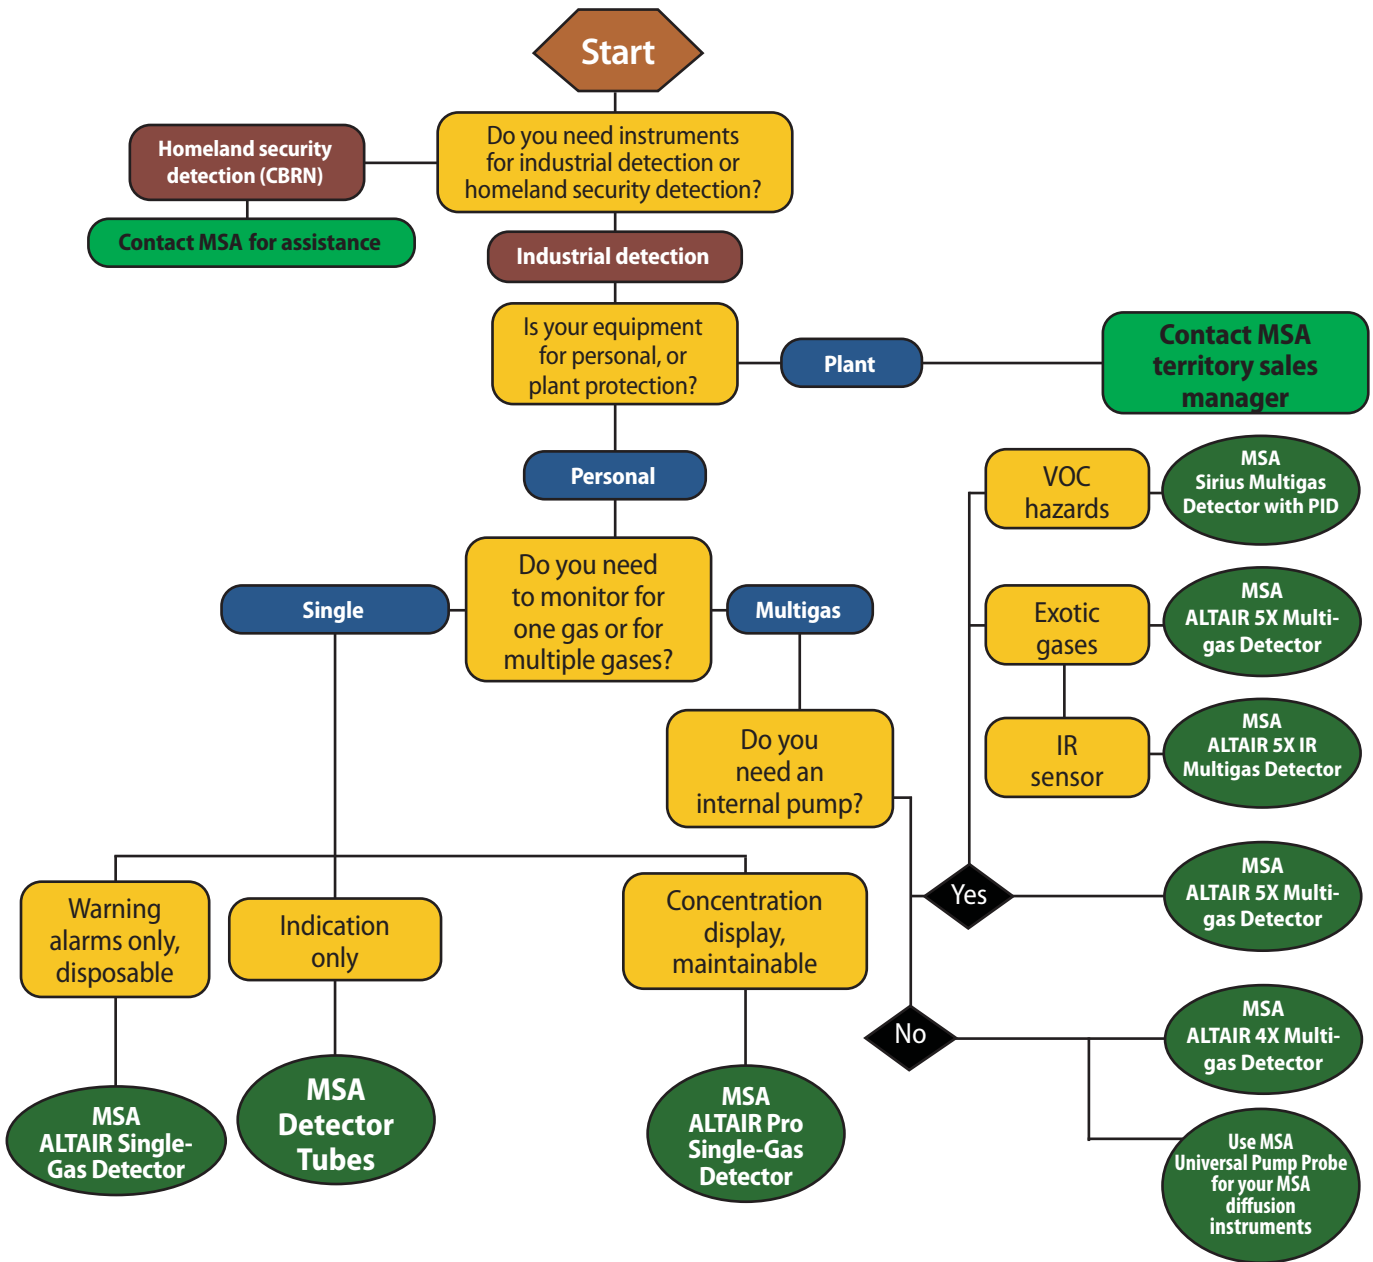 Start
Do you need instruments
for industrial detection or
homeland security detection?
Homeland security
detection (CBRN)
Contact MSA for assistance
Industrial detection
Is your equipment
for personal, or
plant protection?
Plant
Contact MSA
territory sales
manager
Personal
Do you need
to monitor for
one gas or for
multiple gases?
Single
Multigas
VOC
hazards
MSA
Sirius Multigas
Detector with PID
Exotic
gases
MSA
ALTAIR 5X Multi-
gas Detector
IR
sensor
MSA
ALTAIR 5X IR
Multigas Detector
Do you
need an
internal pump?
Yes
MSA
ALTAIR 5X Multi-
gas Detector
No
MSA
ALTAIR 4X Multi-
gas Detector
Use MSA
Universal Pump Probe
for your MSA
diffusion
instruments
Warning
alarms only,
disposable
Indication
only
Concentration
display,
maintainable
MSA
ALTAIR Single-
Gas Detector
MSA
Detector
Tubes
MSA
ALTAIR Pro
Single-Gas
Detector